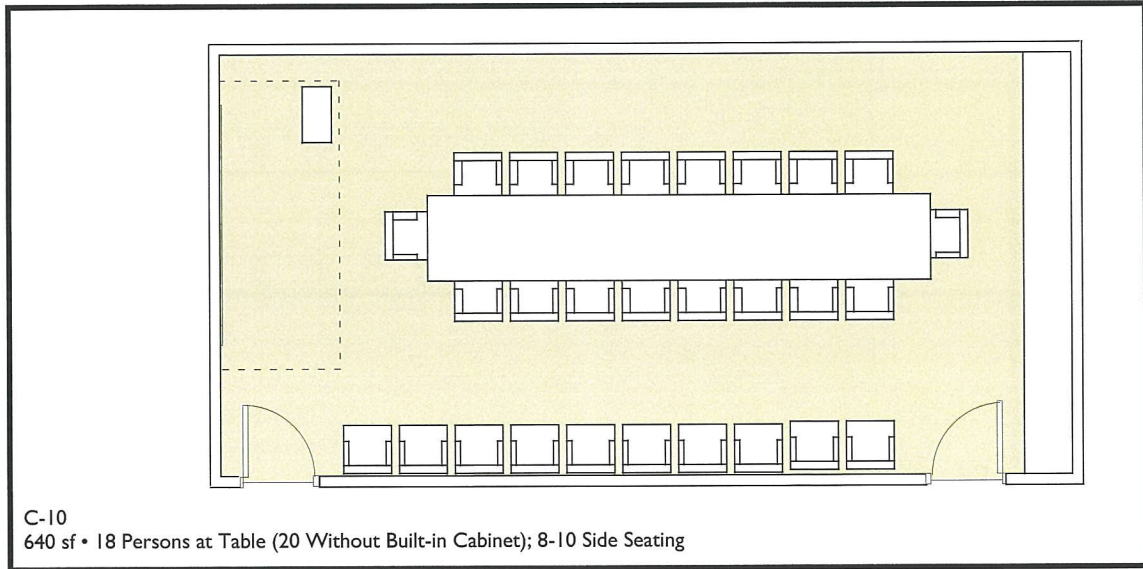 C-10
640 sf • 18 Persons at Table (20 Without Built-in Cabinet); 8-10 Side Seating